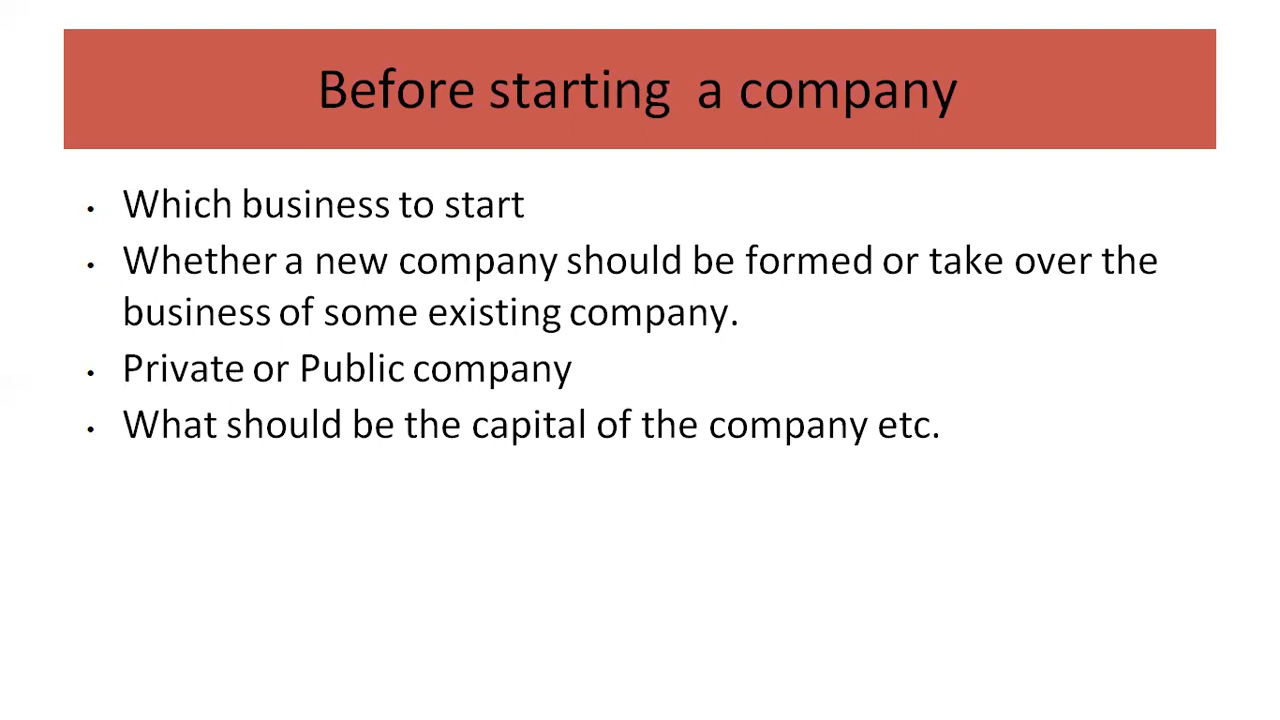 Before starting  a company
• Which business to start
• Whether a new company should be formed or take over the
business of some existing company.
• Private or Public company
• What should be the capital of the company etc.